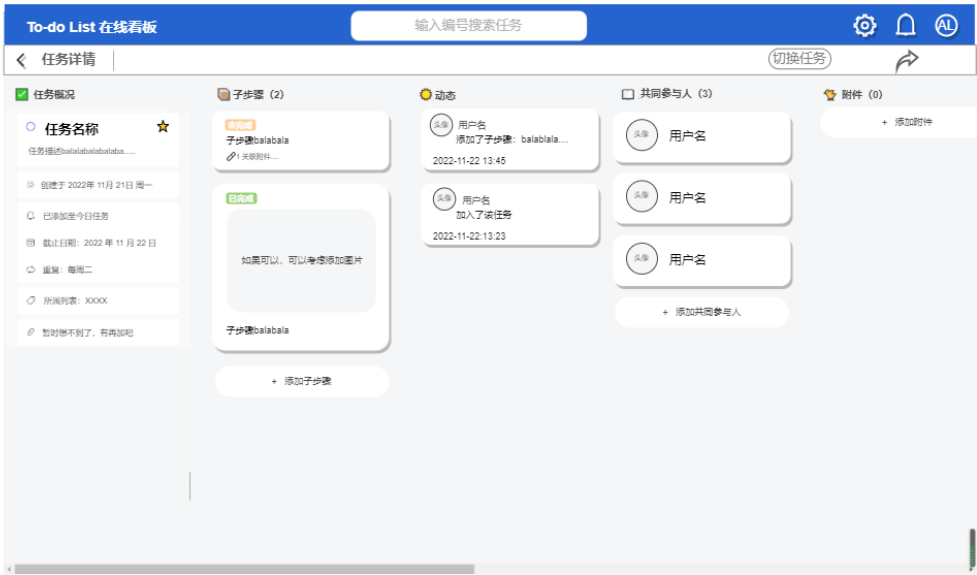 To-do List 在线看板
输入编号搜索任务
AL
任务详情
切换任务
任务概况
任务名称
任务描述balalabalabalaba.....
创建于 2022年 11月 21日 周一
已添加至今日任务
截止日期：2022 年 11 月 22 日
重复：每周二
所属列表：XXXX
暂时想不到了，有再加吧
子步骤（2）
未完成
子步骤balabala
1 关联附件....
已完成
如果可以，可以考虑添加图片
子步骤balabala
+ 添加子步骤
动态
头像
用户名
添加了子步骤：balablala....
2022-11-22 13:45
头像
用户名
加入了该任务
2022-11-22:13:23
共同参与人（3）
头像
用户名
头像
用户名
头像
用户名
+ 添加共同参与人
附件（0）
+ 添加附件